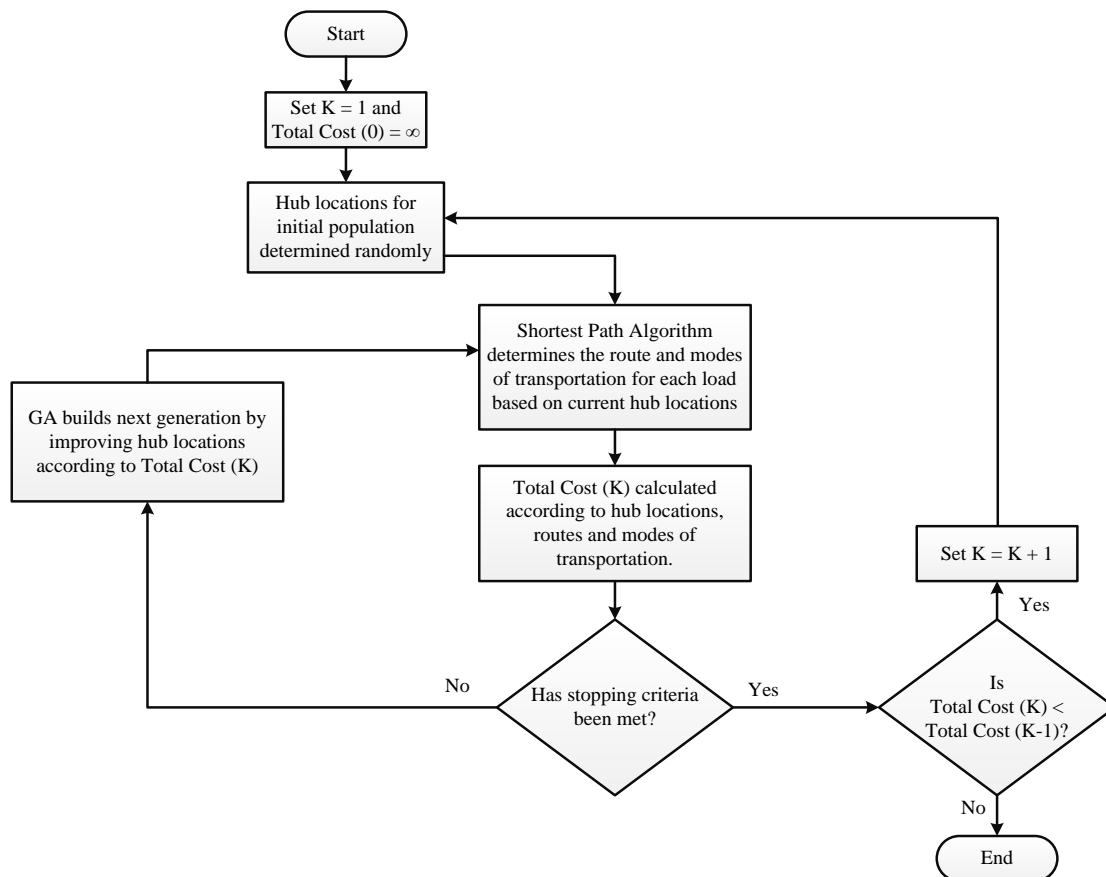 Start
Set K = 1 and
Total Cost (0) = ∞
Hub locations for
initial population
determined randomly
Shortest Path Algorithm
determines the route and modes
of transportation for each load
based on current hub locations
GA builds next generation by
improving hub locations
according to Total Cost (K)
Total Cost (K) calculated
according to hub locations,
routes and modes of
transportation.
Set K = K + 1
Yes
No
Has stopping criteria
been met?
Yes
Is
Total Cost (K) <
Total Cost (K-1)?
No
End